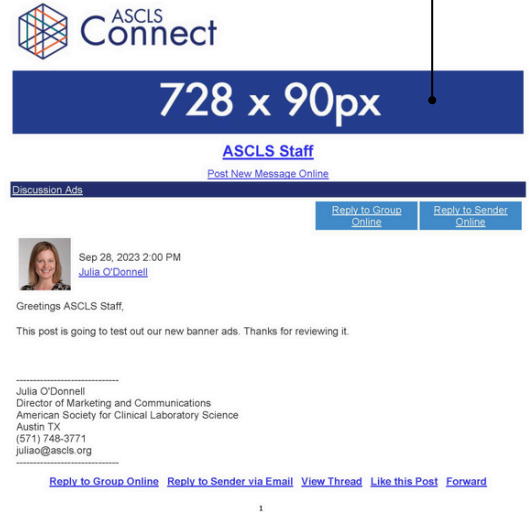 ASCLS
Connect
728 x 90px
ASCLS Staff
Post New Message Online
Discussion Ads
Reply to Group Online
Reply to Sender Online
Sep 28, 2023 2:00 PM
Julia O'Donnell
Greetings ASCLS Staff,
This post is going to test out our new banner ads. Thanks for reviewing it.
------------------------------
Julia O'Donnell
Director of Marketing and Communications
American Society for Clinical Laboratory Science
Austin TX
(571) 748-3771
juliao@ascls.org
------------------------------
Reply to Group Online Reply to Sender via Email View Thread Like this Post Forward
1